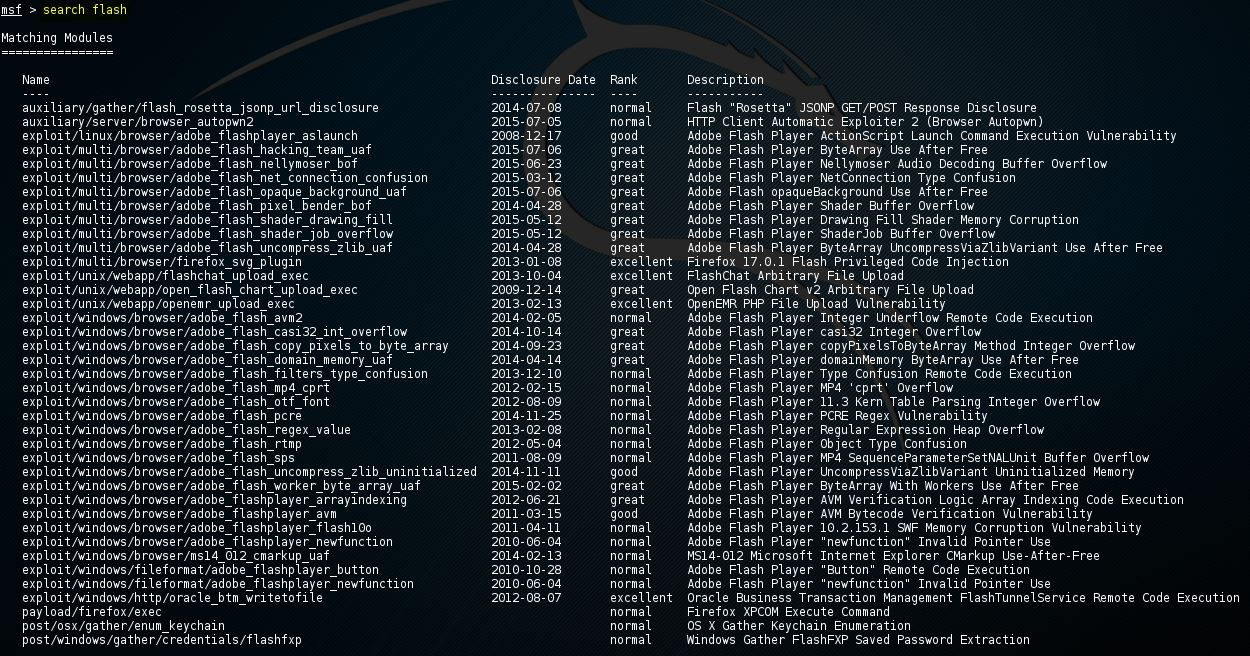 msf > search flash
Matching Modules
================
Name Disclosure Date Rank Description
---- --------------- ---- -----------
auxiliary/gather/flash_rosetta_jsonp_url_disclosure 2014-07-08 normal Flash "Rosetta" JSONP GET/POST Response Disclosure
auxiliary/server/browser_autopwn2 2015-07-05 normal HTTP Client Automatic Exploiter 2 (Browser Autopwn)
exploit/linux/browser/adobe_flashplayer_aslaunch 2008-12-17 good Adobe Flash Player ActionScript Launch Command Execution Vulnerability
exploit/multi/browser/adobe_flash_hacking_team_uaf 2015-07-06 great Adobe Flash Player ByteArray Use After Free
exploit/multi/browser/adobe_flash_nellymoser_bof 2015-06-23 great Adobe Flash Player Nellymoser Audio Decoding Buffer Overflow
exploit/multi/browser/adobe_flash_net_connection_confusion 2015-03-12 great Adobe Flash Player NetConnection Type Confusion
exploit/multi/browser/adobe_flash_opaque_background_uaf 2015-07-06 great Adobe Flash Player opaqueBackground Use After Free
exploit/multi/browser/adobe_flash_pixel_bender_bof 2014-04-28 great Adobe Flash Player Shader Buffer Overflow
exploit/multi/browser/adobe_flash_shader_drawing_fill 2015-05-12 great Adobe Flash Player Drawing Fill Shader Memory Corruption
exploit/multi/browser/adobe_flash_shader_job_overflow 2015-05-12 great Adobe Flash Player ShaderJob Buffer Overflow
exploit/multi/browser/adobe_flash_uncompress_zlib_uaf 2014-04-28 great Adobe Flash Player ByteArray UncompressViaZlibVariant Use After Free
exploit/multi/browser/firefox_svg_plugin 2013-01-08 excellent Firefox 17.0.1 Flash Privileged Code Injection
exploit/unix/webapp/flashchat_upload_exec 2013-10-04 excellent FlashChat Arbitrary File Upload
exploit/unix/webapp/open_flash_chart_upload_exec 2009-12-14 great Open Flash Chart v2 Arbitrary File Upload
exploit/unix/webapp/openemr_upload_exec 2013-02-13 excellent OpenEMR PHP File Upload Vulnerability
exploit/windows/browser/adobe_flash_avm2 2014-02-05 normal Adobe Flash Player Integer Underflow Remote Code Execution
exploit/windows/browser/adobe_flash_casi32_int_overflow 2014-10-14 great Adobe Flash Player casi32 Integer Overflow
exploit/windows/browser/adobe_flash_copy_pixels_to_byte_array 2014-09-23 great Adobe Flash Player copyPixelsToByteArray Method Integer Overflow
exploit/windows/browser/adobe_flash_domain_memory_uaf 2014-04-14 great Adobe Flash Player domainMemory ByteArray Use After Free
exploit/windows/browser/adobe_flash_filters_type_confusion 2013-12-10 normal Adobe Flash Player Type Confusion Remote Code Execution
exploit/windows/browser/adobe_flash_mp4_cprt 2012-02-15 normal Adobe Flash Player MP4 'cprt' Overflow
exploit/windows/browser/adobe_flash_otf_font 2012-08-09 normal Adobe Flash Player 11.3 Kern Table Parsing Integer Overflow
exploit/windows/browser/adobe_flash_pcre 2014-11-25 normal Adobe Flash Player PCRE Regex Vulnerability
exploit/windows/browser/adobe_flash_regex_value 2013-02-08 normal Adobe Flash Player Regular Expression Heap Overflow
exploit/windows/browser/adobe_flash_rtmp 2012-05-04 normal Adobe Flash Player Object Type Confusion
exploit/windows/browser/adobe_flash_sps 2011-08-09 normal Adobe Flash Player MP4 SequenceParameterSetNALUnit Buffer Overflow
exploit/windows/browser/adobe_flash_uncompress_zlib_uninitialized 2014-11-11 good Adobe Flash Player UncompressViaZlibVariant Uninitialized Memory
exploit/windows/browser/adobe_flash_worker_byte_array_uaf 2015-02-02 great Adobe Flash Player ByteArray With Workers Use After Free
exploit/windows/browser/adobe_flashplayer_arrayindexing 2012-06-21 great Adobe Flash Player AVM Verification Logic Array Indexing Code Execution
exploit/windows/browser/adobe_flashplayer_avm 2011-03-15 good Adobe Flash Player AVM Bytecode Verification Vulnerability
exploit/windows/browser/adobe_flashplayer_flash10o 2011-04-11 normal Adobe Flash Player 10.2.153.1 SWF Memory Corruption Vulnerability
exploit/windows/browser/adobe_flashplayer_newfunction 2010-06-04 normal Adobe Flash Player "newfunction" Invalid Pointer Use
exploit/windows/browser/ms14_012_cmarkup_uaf 2014-02-13 normal MS14-012 Microsoft Internet Explorer CMarkup Use-After-Free
exploit/windows/fileformat/adobe_flashplayer_button 2010-10-28 normal Adobe Flash Player "Button" Remote Code Execution
exploit/windows/fileformat/adobe_flashplayer_newfunction 2010-06-04 normal Adobe Flash Player "newfunction" Invalid Pointer Use
exploit/windows/http/oracle_btm_writetofile 2012-08-07 excellent Oracle Business Transaction Management FlashTunnelService Remote Code Execution
payload/firefox/exec normal Firefox XPCOM Execute Command
post/osx/gather/enum_keychain normal OS X Gather Keychain Enumeration
post/windows/gather/credentials/flashfxp normal Windows Gather FlashFXP Saved Password Extraction